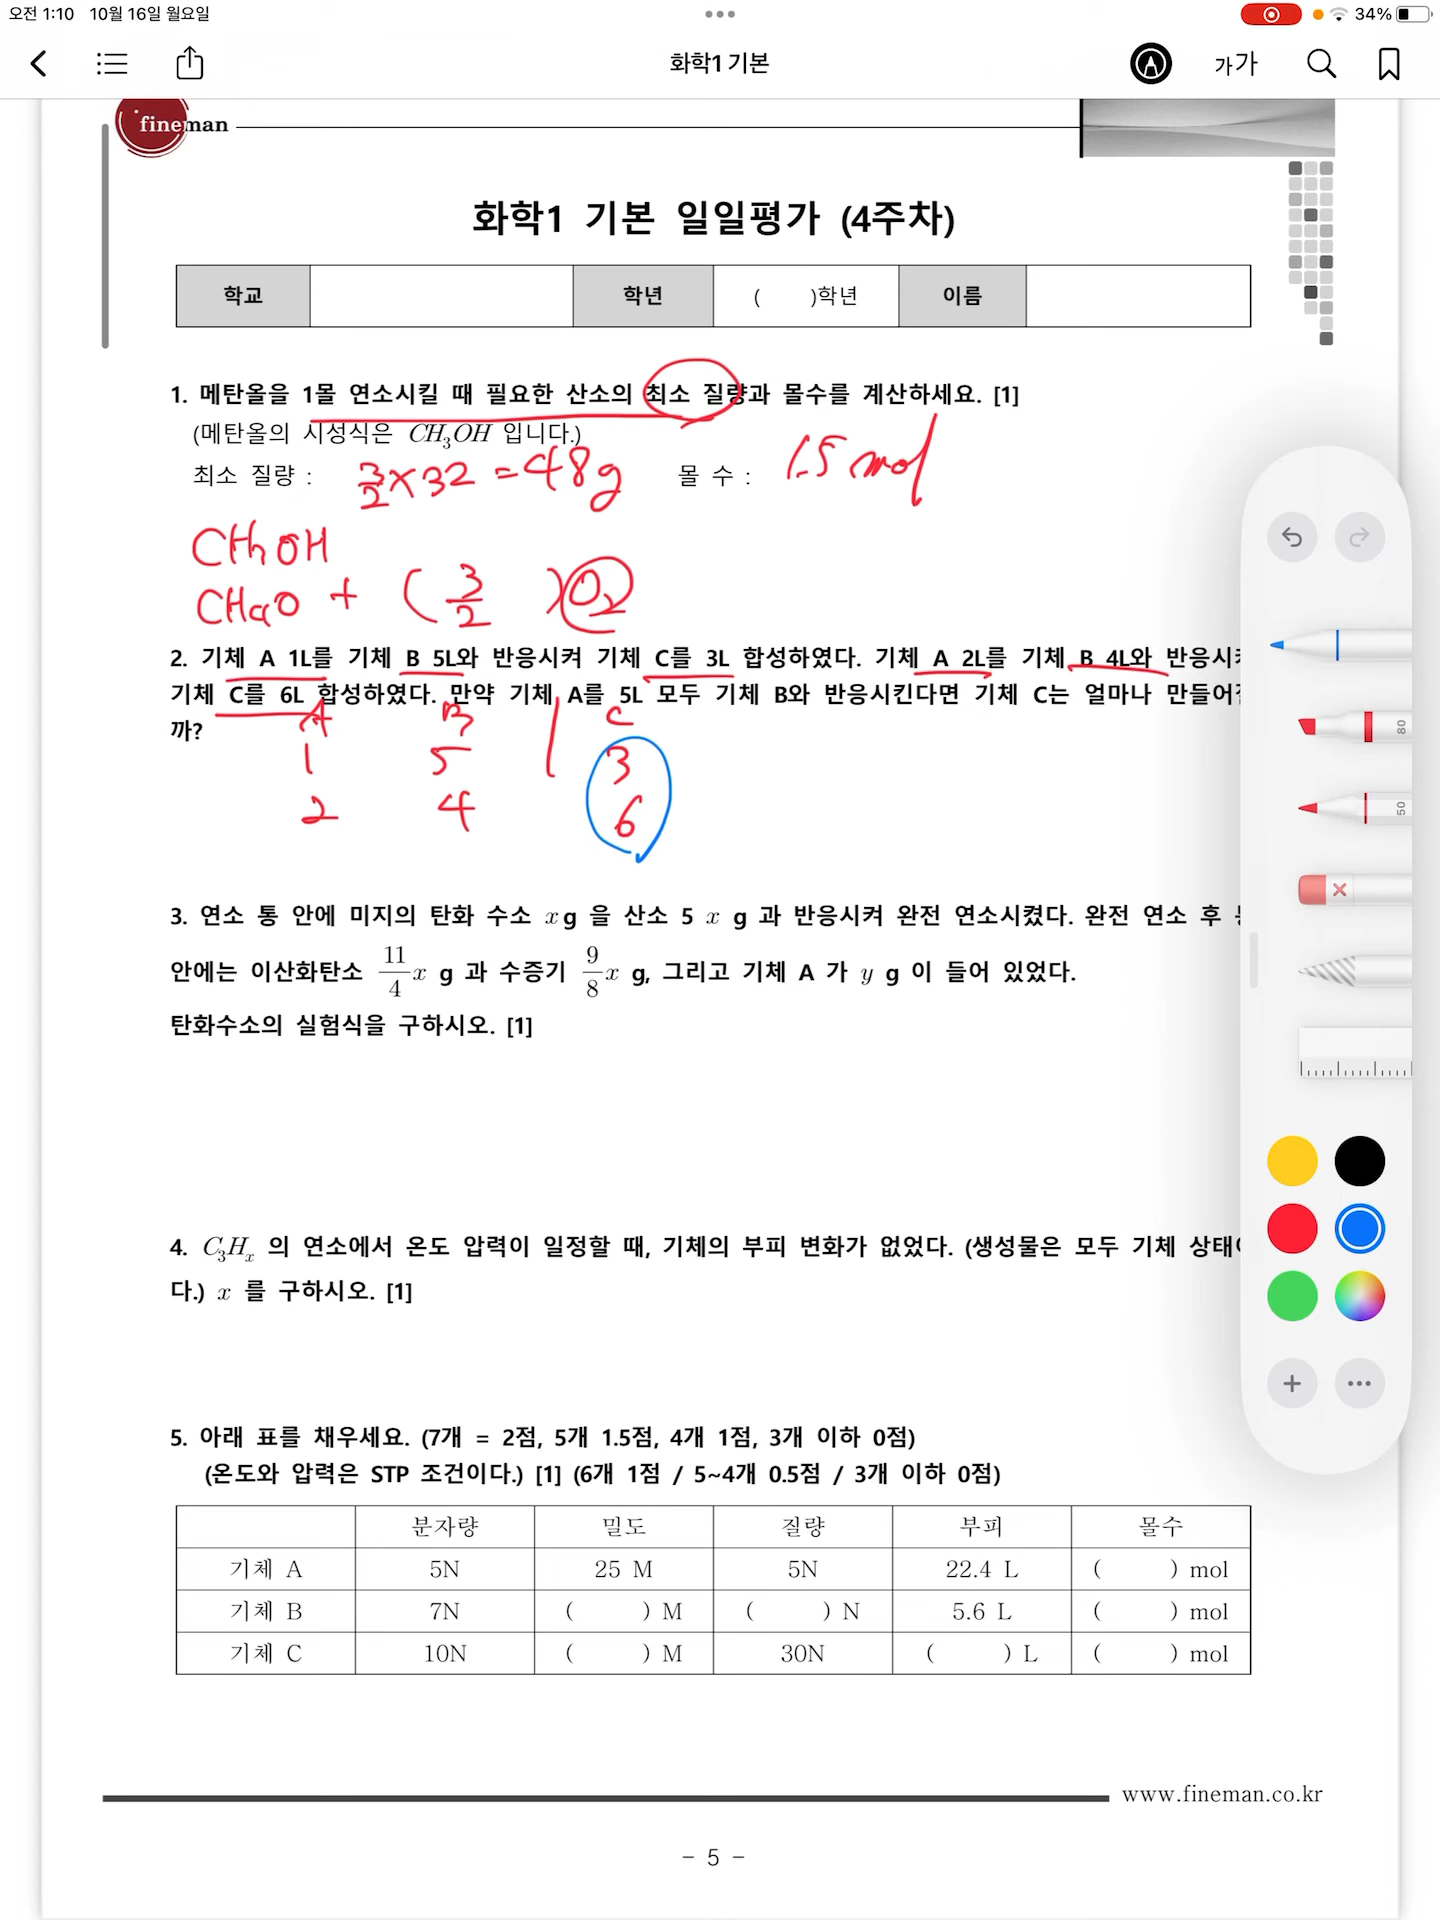 오전 1:10 10월 16일 월요일
34%
화학1 기본
가가
fineman
화학1 기본 일일평가 (4주차)
학교 학년 ( )학년 이름
1. 메탄올을 1몰 연소시킬 때 필요한 산소의 최소 질량과 몰수를 계산하세요. [1]
(메탄올의 시성식은 CH₃OH 입니다.)
최소 질량 : 3/2 × 32 = 48g 몰 수 : 1.5 mol
CH₃OH
CH₄O + ( 3/2 )O₂
2. 기체 A 1L를 기체 B 5L와 반응시켜 기체 C를 3L 합성하였다. 기체 A 2L를 기체 B 4L와 반응시
기체 C를 6L 합성하였다. 만약 기체 A를 5L 모두 기체 B와 반응시킨다면 기체 C는 얼마나 만들어
까?
A B | C
1 5 3
2 4 6
3. 연소 통 안에 미지의 탄화 수소 x g 을 산소 5 x g 과 반응시켜 완전 연소시켰다. 완전 연소 후
안에는 이산화탄소 11/4 x g 과 수증기 9/8 x g, 그리고 기체 A 가 y g 이 들어 있었다.
탄화수소의 실험식을 구하시오. [1]
4. C₃Hₓ 의 연소에서 온도 압력이 일정할 때, 기체의 부피 변화가 없었다. (생성물은 모두 기체 상태
다.) x 를 구하시오. [1]
5. 아래 표를 채우세요. (7개 = 2점, 5개 1.5점, 4개 1점, 3개 이하 0점)
(온도와 압력은 STP 조건이다.) [1] (6개 1점 / 5~4개 0.5점 / 3개 이하 0점)
분자량 밀도 질량 부피 몰수
기체 A 5N 25 M 5N 22.4 L ( ) mol
기체 B 7N ( ) M ( ) N 5.6 L ( ) mol
기체 C 10N ( ) M 30N ( ) L ( ) mol
www.fineman.co.kr
- 5 -
80
50